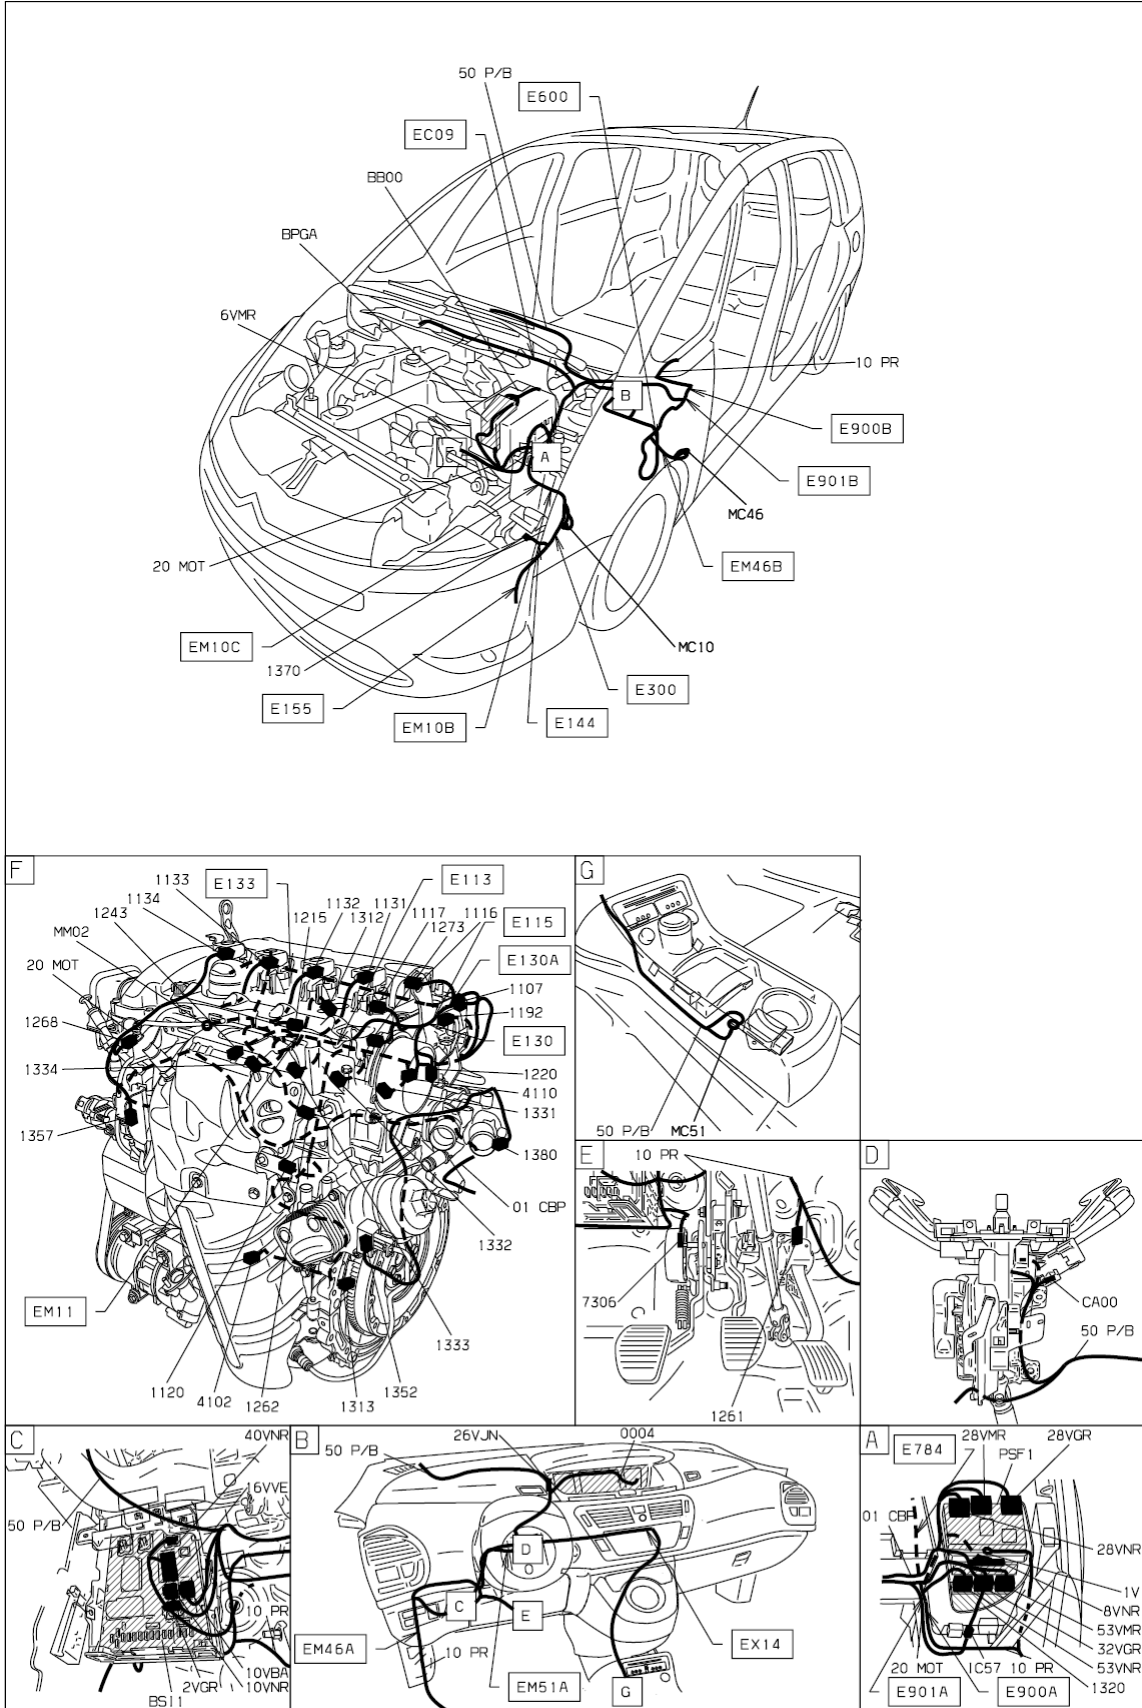 50 P/B
E600
EC09
BB00
BPGA
6VMR
10 PR
B
E900B
A
E901B
MC46
20 MOT
EM46B
EM10C
MC10
1370
E300
E155
EM10B
E144
F
1133
E133
E113
1134
1132
1131
1243
1215
1312
1117
1116
MM02
1273
E115
20 MOT
E130A
1107
1268
1192
E130
1334
1220
4110
1331
1357
1380
01 CBP
1332
EM11
1333
1120
4102
1262
1313
1352
G
50 P/B
MC51
E
10 PR
7306
1261
D
CA00
50 P/B
C
40VNR
16VVE
50 P/B
10 PR
10VBA
2VGR
10VNR
BSI1
B
26VJN
0004
50 P/B
D
C
E
EM46A
10 PR
EX14
EM51A
G
A
28VMR
28VGR
E784
PSF1
01 CBP
28VNR
1V
8VNR
53VMR
32VGR
53VNR
20 MOT
IC57
10 PR
1320
E901A
E900A